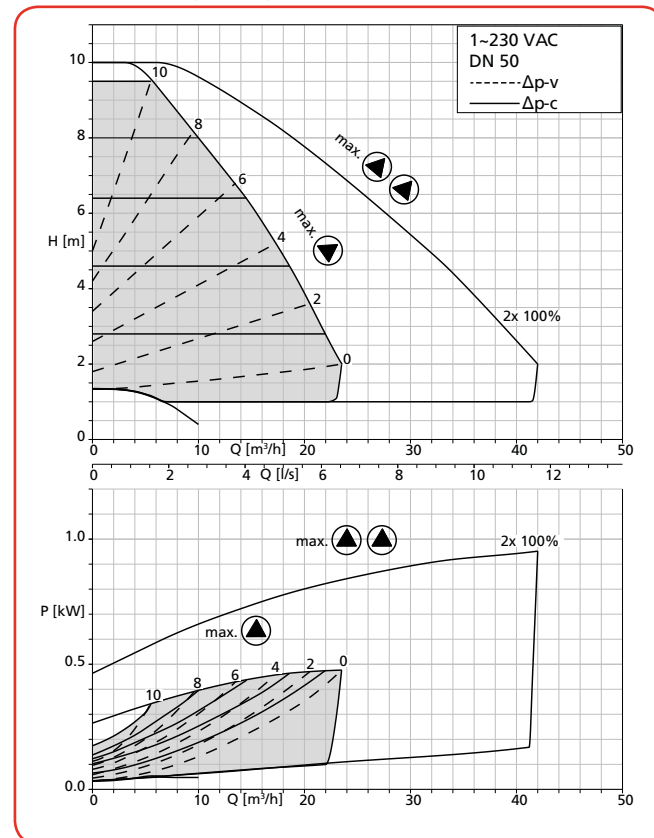 1~230 VAC
DN 50
Δp-v
Δp-c
10
8
6
H [m]
4
2
0
10
8
6
4
2
0
max.
max.
2x 100%
0 Q [m³/h] 10 20 30 40 50
0 2 4 Q [l/s] 6 8 10 12
1.0
P [kW]
0.5
0.0
max.
2x 100%
max.
10 8 6 4 2 0
0 10 Q [m³/h] 20 30 40 50